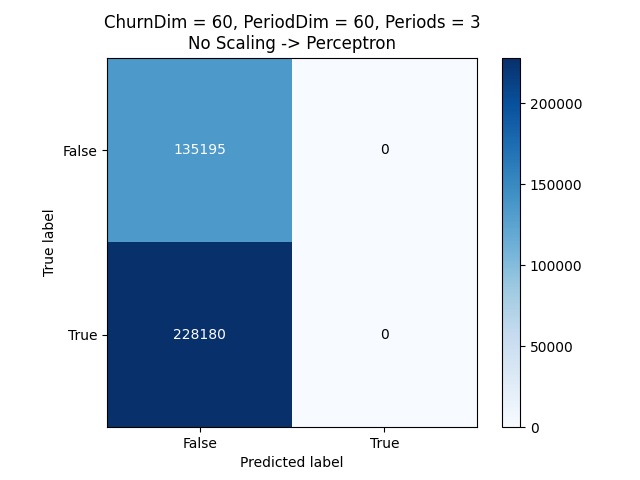 ChurnDim = 60, PeriodDim = 60, Periods = 3
No Scaling -> Perceptron
False
135195
0
True
228180
0
False
True
Predicted label
True label
200000
150000
100000
50000
0